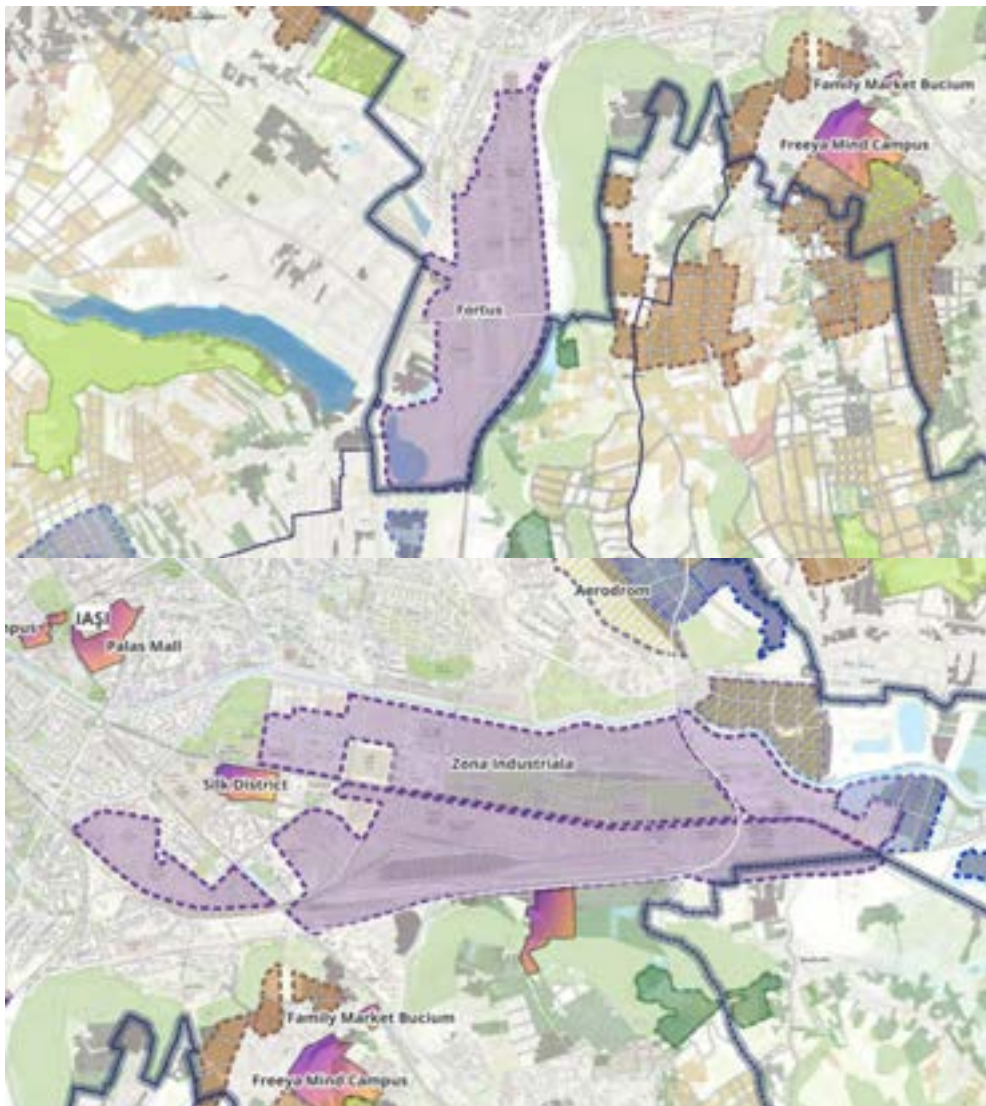 Family Market Bucium
Freeya Mind Campus
Fortus
Aerodrom
IAȘI
mpus
Palas Mall
Zona Industriala
Silk District
Family Market Bucium
Freeya Mind Campus